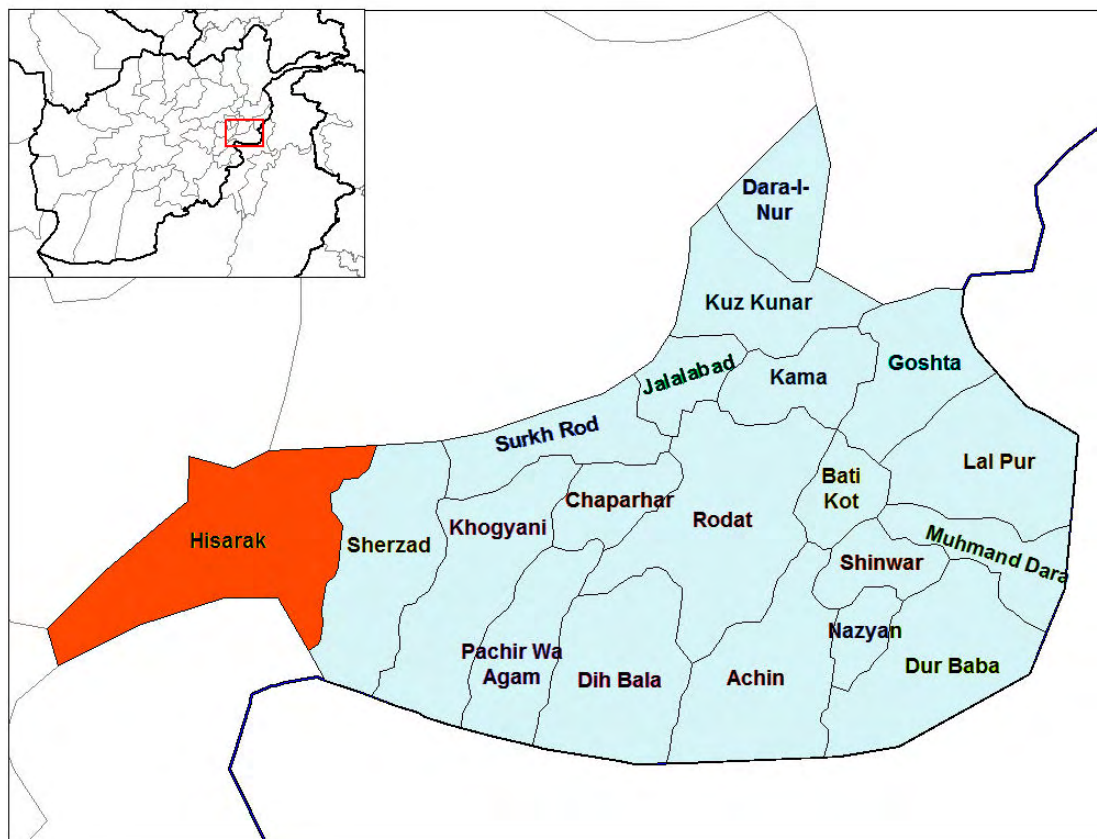 Dara-I-
Nur
Kuz Kunar
Goshta
Jalalabad
Kama
Surkh Rod
Lal Pur
Bati
Kot
Chaparhar
Rodat
Khogyani
Hisarak
Sherzad
Muhmand Dara
Shinwar
Nazyan
Pachir Wa
Agam
Dih Bala
Achin
Dur Baba